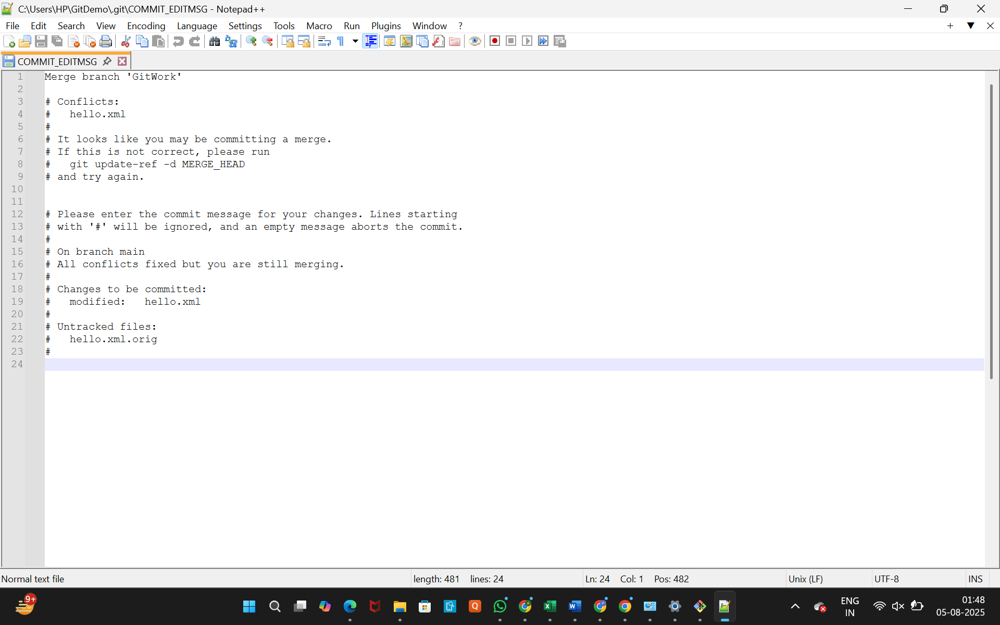 C:\Users\HP\GitDemo\.git\COMMIT_EDITMSG - Notepad++
File Edit Search View Encoding Language Settings Tools Macro Run Plugins Window ?
COMMIT_EDITMSG
1 Merge branch 'GitWork'
2
3 # Conflicts:
4 #   hello.xml
5 #
6 # It looks like you may be committing a merge.
7 # If this is not correct, please run
8 #   git update-ref -d MERGE_HEAD
9 # and try again.
10
11
12 # Please enter the commit message for your changes. Lines starting
13 # with '#' will be ignored, and an empty message aborts the commit.
14 #
15 # On branch main
16 # All conflicts fixed but you are still merging.
17 #
18 # Changes to be committed:
19 #   modified:   hello.xml
20 #
21 # Untracked files:
22 #   hello.xml.orig
23 #
24
Normal text file length: 481 lines: 24 Ln: 24 Col: 1 Pos: 482 Unix (LF) UTF-8 INS
9+
ENG
IN
01:48
05-08-2025